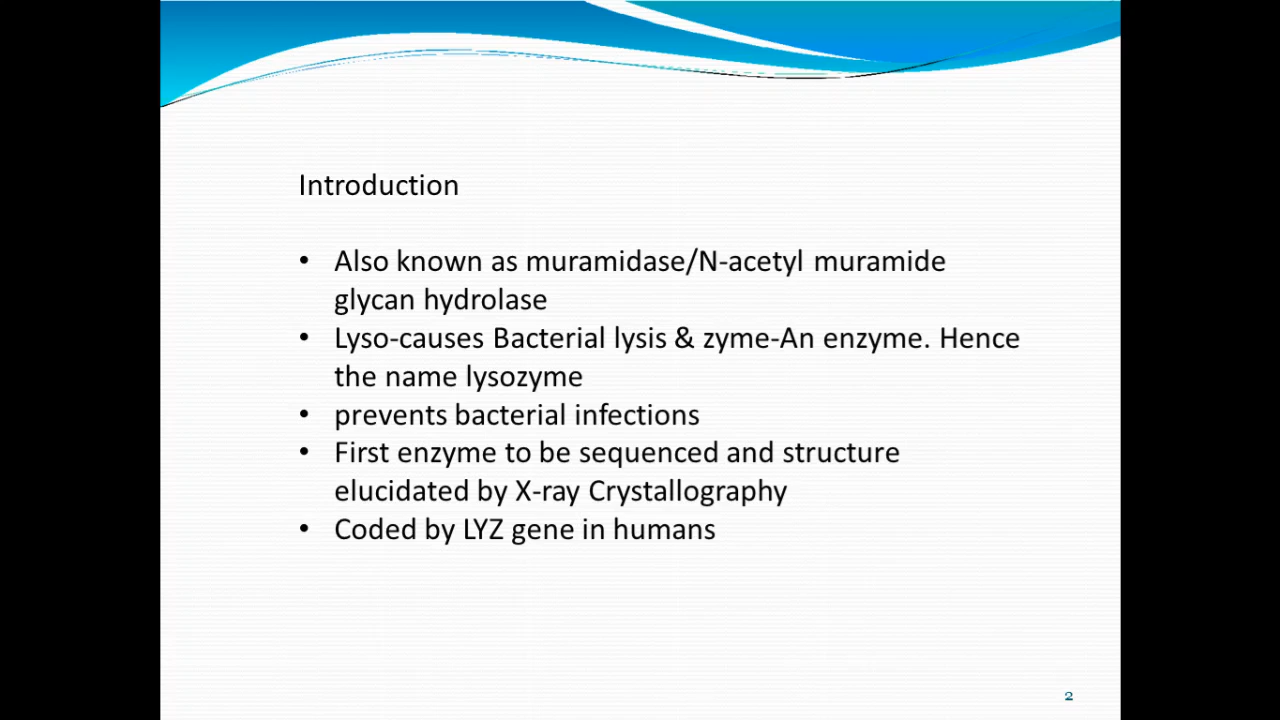 Introduction
• Also known as muramidase/N-acetyl muramide
glycan hydrolase
• Lyso-causes Bacterial lysis & zyme-An enzyme. Hence
the name lysozyme
• prevents bacterial infections
• First enzyme to be sequenced and structure
elucidated by X-ray Crystallography
• Coded by LYZ gene in humans
2